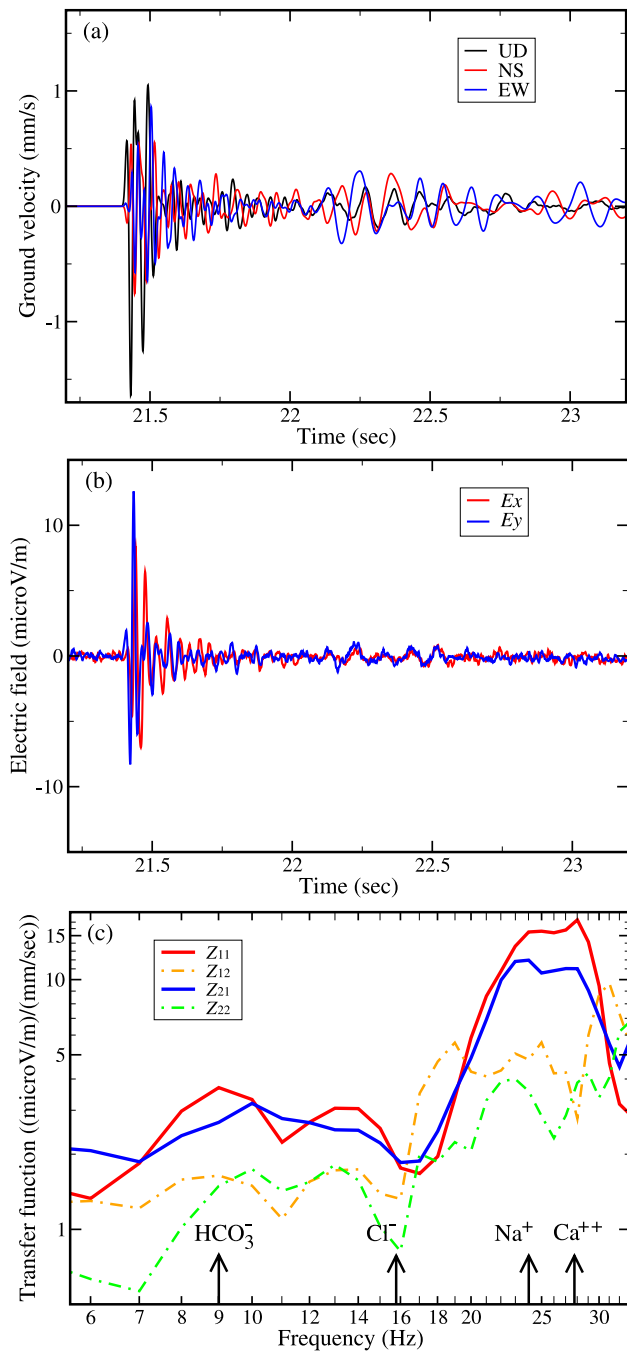 (a)
UD
NS
EW
Ground velocity (mm/s)
1
0
-1
21.5 22 22.5 23
Time (sec)
(b)
Ex
Ey
Electric field (microV/m)
10
0
-10
21.5 22 22.5 23
Time (sec)
(c)
Z₁₁
Z₁₂
Z₂₁
Z₂₂
Transfer function ((microV/m)/(mm/sec))
15
10
5
1
HCO₃⁻ Cl⁻ Na⁺ Ca⁺⁺
6 7 8 9 10 12 14 16 18 20 25 30
Frequency (Hz)